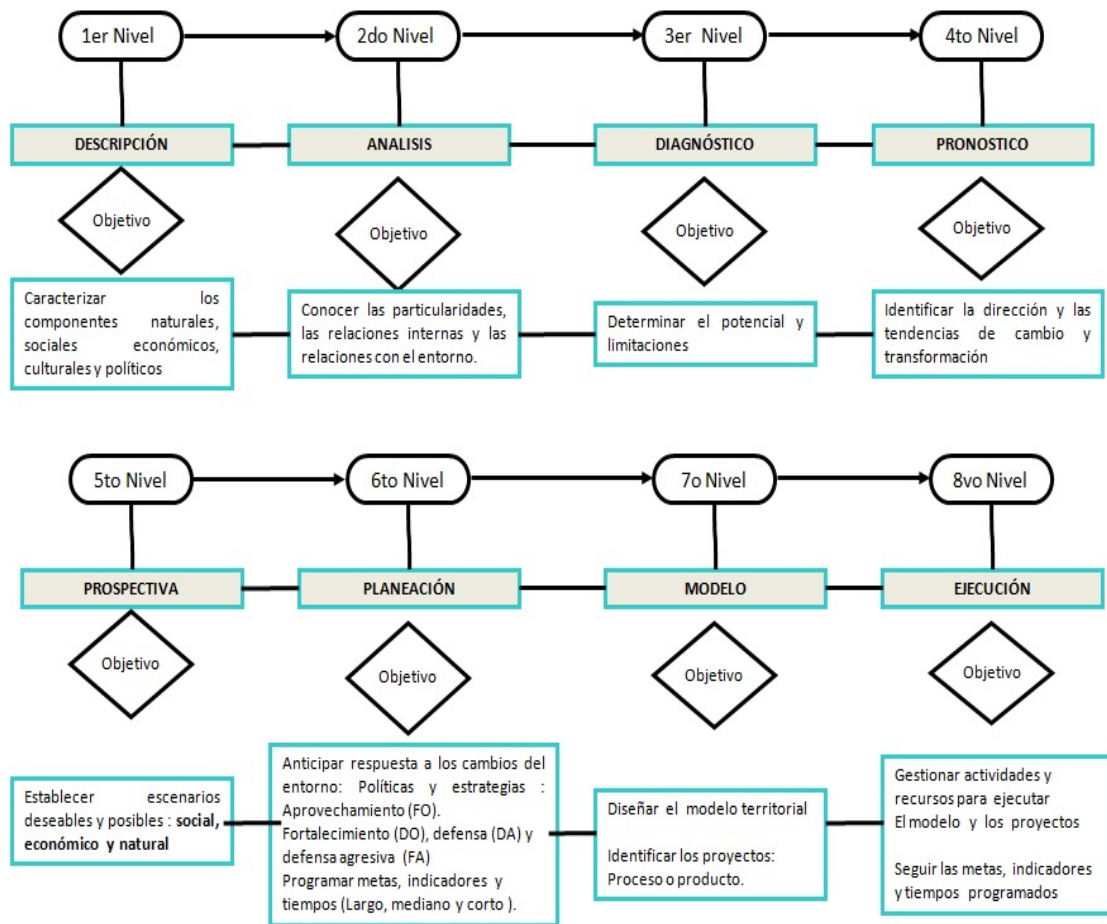 1er Nivel
2do Nivel
3er Nivel
4to Nivel
DESCRIPCIÓN
ANALISIS
DIAGNÓSTICO
PRONOSTICO
Objetivo
Objetivo
Objetivo
Objetivo
Caracterizar los
componentes naturales,
sociales económicos,
culturales y políticos
Conocer las particularidades,
las relaciones internas y las
relaciones con el entorno.
Determinar el potencial y
limitaciones
Identificar la dirección y las
tendencias de cambio y
transformación
5to Nivel
6to Nivel
7o Nivel
8vo Nivel
PROSPECTIVA
PLANEACIÓN
MODELO
EJECUCIÓN
Objetivo
Objetivo
Objetivo
Objetivo
Establecer escenarios
deseables y posibles : social,
económico y natural
Anticipar respuesta a los cambios del
entorno: Políticas y estrategias :
Aprovechamiento (FO).
Fortalecimiento (DO), defensa (DA) y
defensa agresiva (FA)
Programar metas, indicadores y
tiempos (Largo, mediano y corto ).
Diseñar el modelo territorial
Identificar los proyectos:
Proceso o producto.
Gestionar actividades y
recursos para ejecutar
El modelo y los proyectos
Seguir las metas, indicadores
y tiempos programados